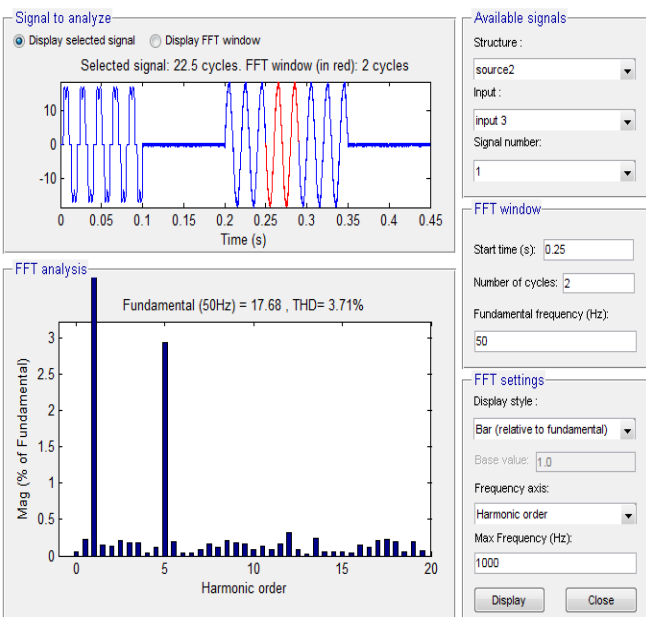 Signal to analyze
Display selected signal Display FFT window
Selected signal: 22.5 cycles. FFT window (in red): 2 cycles
10
0
-10
0 0.05 0.1 0.15 0.2 0.25 0.3 0.35 0.4 0.45
Time (s)
FFT analysis
Fundamental (50Hz) = 17.68 , THD= 3.71%
3
2.5
2
1.5
1
0.5
0
Mag (% of Fundamental)
0 5 10 15 20
Harmonic order
Available signals
Structure :
source2
Input :
input 3
Signal number:
1
FFT window
Start time (s): 0.25
Number of cycles: 2
Fundamental frequency (Hz):
50
FFT settings
Display style :
Bar (relative to fundamental)
Base value: 1.0
Frequency axis:
Harmonic order
Max Frequency (Hz):
1000
Display Close